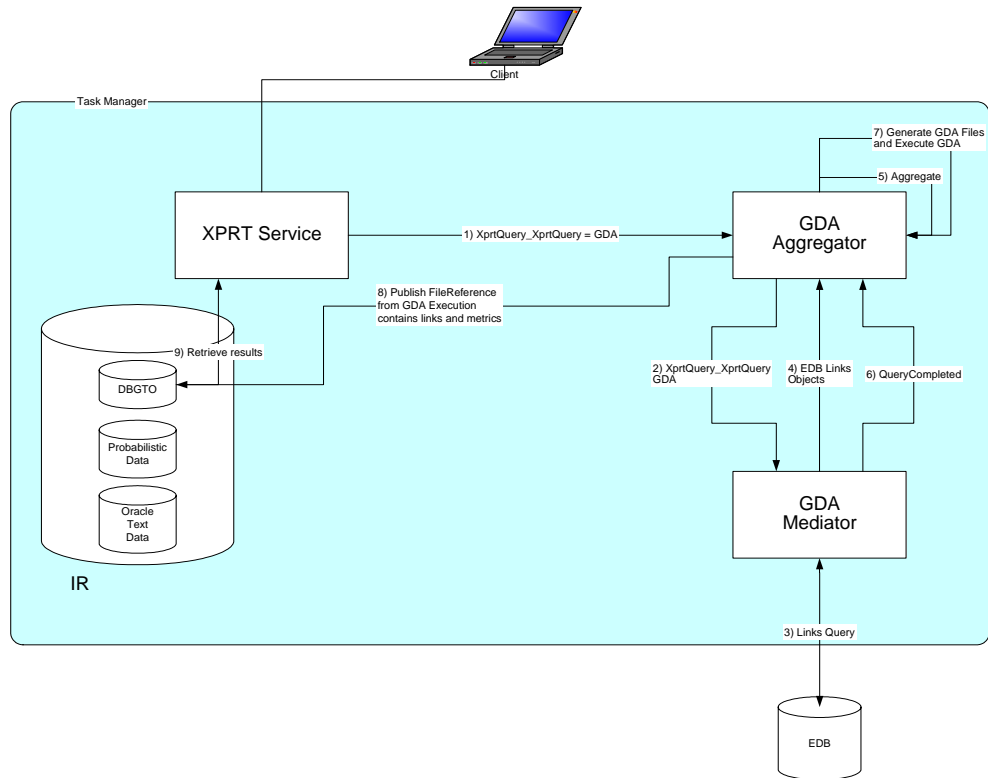 Client
Task Manager
7) Generate GDA Files
and Execute GDA
5) Aggregate
XPRT Service
1) XprtQuery_XprtQuery = GDA
GDA
Aggregator
8) Publish FileReference
from GDA Execution
contains links and metrics
9) Retrieve results
DBGTO
2) XprtQuery_XprtQuery
GDA
4) EDB Links
Objects
6) QueryCompleted
Probabilistic
Data
Oracle
Text
Data
GDA
Mediator
IR
3) Links Query
EDB